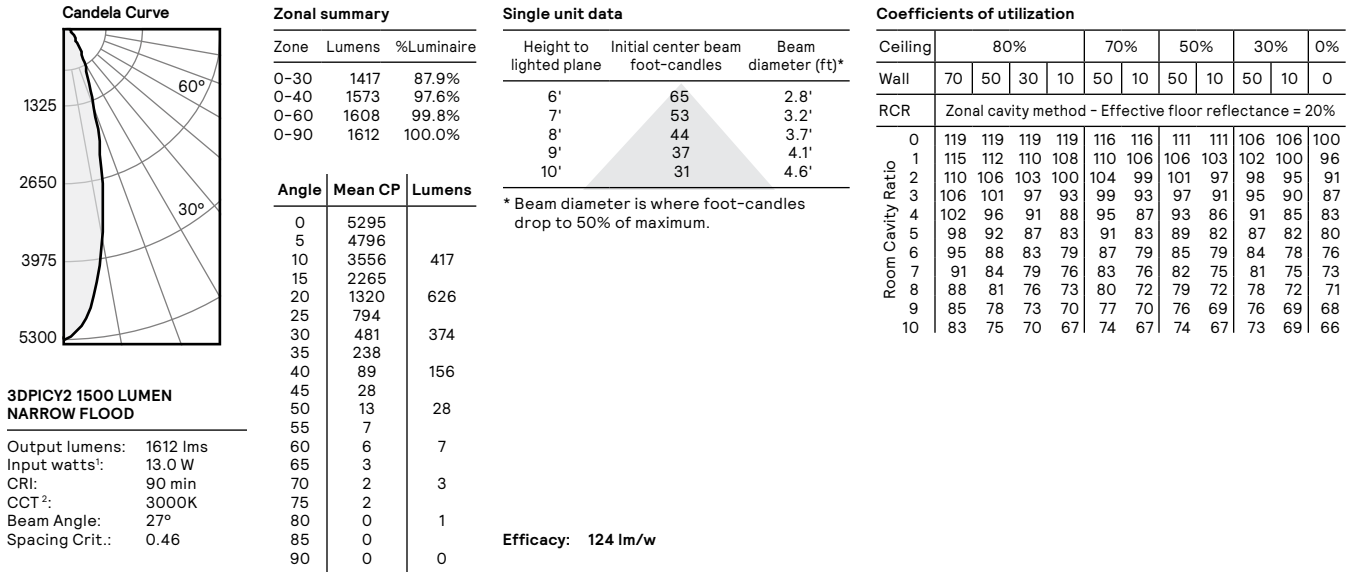 Candela Curve
60°
1325
2650
30°
3975
5300
3DPICY2 1500 LUMEN
NARROW FLOOD
Output lumens: 1612 lms
Input watts¹: 13.0 W
CRI: 90 min
CCT ²: 3000K
Beam Angle: 27°
Spacing Crit.: 0.46
Zonal summary
Zone Lumens %Luminaire
0-30 1417 87.9%
0-40 1573 97.6%
0-60 1608 99.8%
0-90 1612 100.0%
Angle Mean CP Lumens
0 5295
5 4796
10 3556 417
15 2265
20 1320 626
25 794
30 481 374
35 238
40 89 156
45 28
50 13 28
55 7
60 6 7
65 3
70 2 3
75 2
80 0 1
85 0
90 0 0
Single unit data
Height to Initial center beam Beam
lighted plane foot-candles diameter (ft)*
6' 65 2.8'
7' 53 3.2'
8' 44 3.7'
9' 37 4.1'
10' 31 4.6'
* Beam diameter is where foot-candles
drop to 50% of maximum.
Efficacy: 124 lm/w
Coefficients of utilization
Ceiling 80% 70% 50% 30% 0%
Wall 70 50 30 10 50 10 50 10 50 10 0
RCR Zonal cavity method - Effective floor reflectance = 20%
Room Cavity Ratio
0 119 119 119 119 116 116 111 111 106 106 100
1 115 112 110 108 110 106 106 103 102 100 96
2 110 106 103 100 104 99 101 97 98 95 91
3 106 101 97 93 99 93 97 91 95 90 87
4 102 96 91 88 95 87 93 86 91 85 83
5 98 92 87 83 91 83 89 82 87 82 80
6 95 88 83 79 87 79 85 79 84 78 76
7 91 84 79 76 83 76 82 75 81 75 73
8 88 81 76 73 80 72 79 72 78 72 71
9 85 78 73 70 77 70 76 69 76 69 68
10 83 75 70 67 74 67 74 67 73 69 66